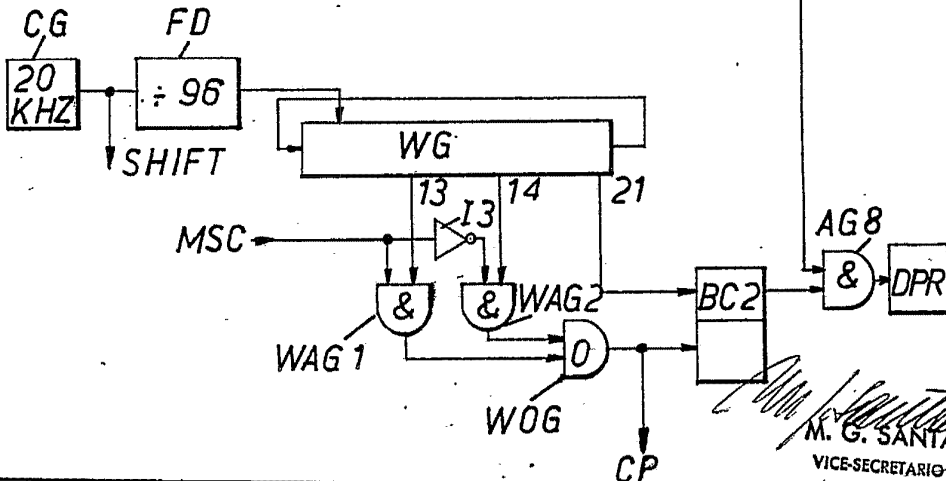 CG FD
20 KHZ
÷ 96
SHIFT
WG
13 14 21
MSC
I3
AG8
&
DPR
BC2
& &
WAG2
WAG 1
0
WOG
CP
M. G. SANTA
VICE-SECRETARIO